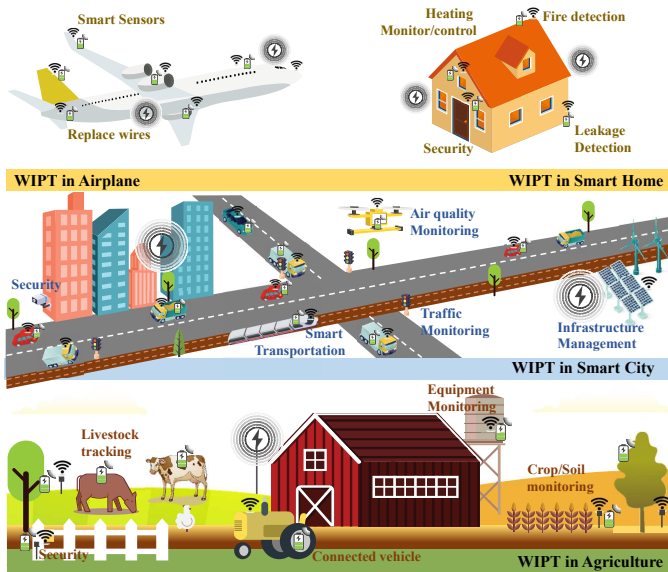 Smart Sensors
Replace wires
Heating
Monitor/control
Fire detection
Security
Leakage
Detection
WIPT in Airplane
WIPT in Smart Home
Air quality
Monitoring
Security
Smart
Transportation
Traffic
Monitoring
Infrastructure
Management
WIPT in Smart City
Equipment
Monitoring
Livestock
tracking
Crop/Soil
monitoring
Security
Connected vehicle
WIPT in Agriculture